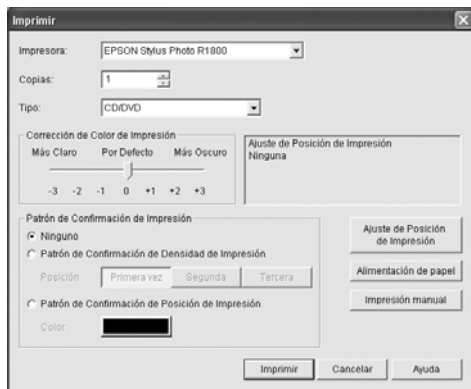 Imprimir
Impresora: EPSON Stylus Photo R1800
Copias: 1
Tipo: CD/DVD
Corrección de Color de Impresión
Más Claro Por Defecto Más Oscuro
-3 -2 -1 0 +1 +2 +3
Ajuste de Posición de Impresión
Ninguna
Patrón de Confirmación de Impresión
Ninguno
Patrón de Confirmación de Densidad de Impresión
Posición Primera vez Segunda Tercera
Patrón de Confirmación de Posición de Impresión
Color
Ajuste de Posición
de Impresión
Alimentación de papel
Impresión manual
Imprimir Cancelar Ayuda